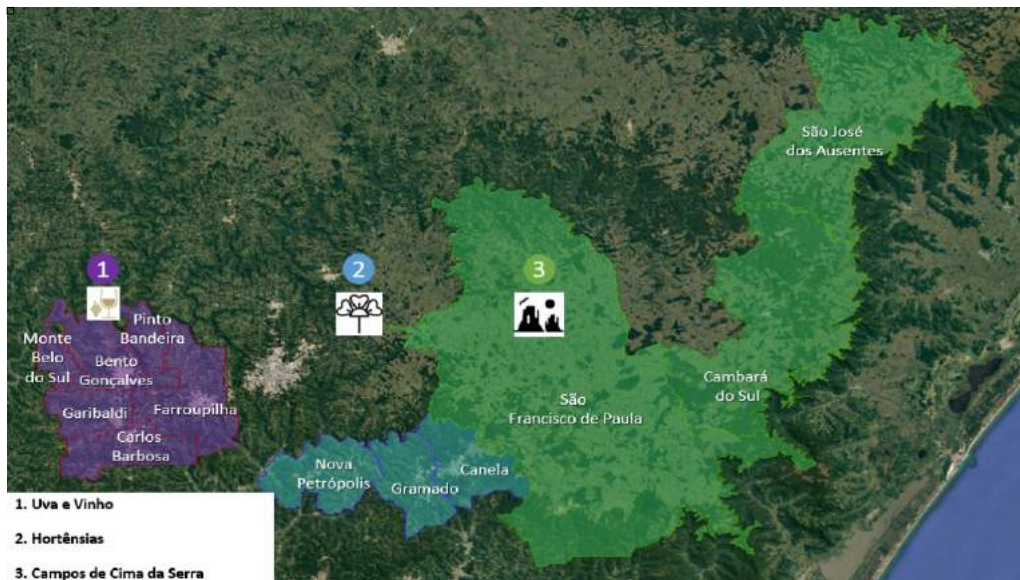 São José
dos Ausentes
1
2
3
Pinto
Bandeira
Monte
Belo
do Sul
Bento
Gonçalves
Garibaldi
Farroupilha
Carlos
Barbosa
Cambará
do Sul
São
Francisco de Paula
Nova
Petrópolis
Gramado
Canela
1. Uva e Vinho
2. Hortênsias
3. Campos de Cima da Serra